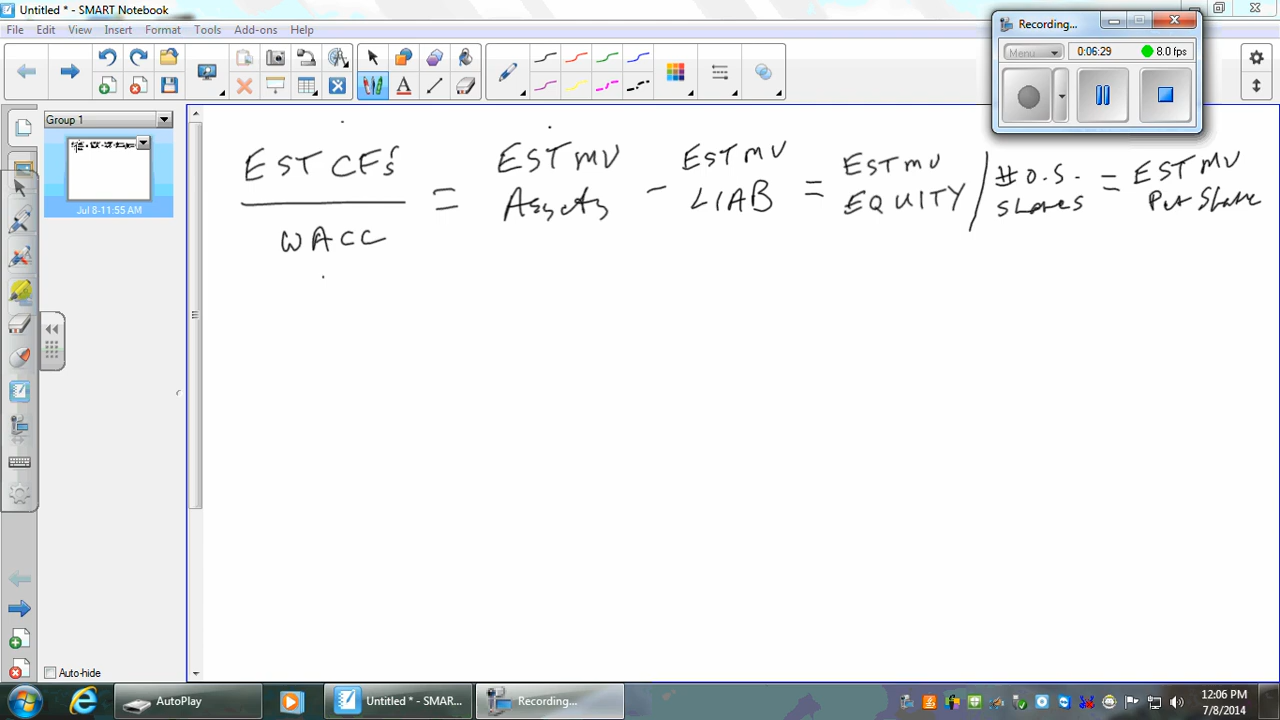 Untitled * - SMART Notebook
File Edit View Insert Format Tools Add-ons Help
Recording...
Menu
0:06:29
8.0 fps
Group 1
Jul 8-11:55 AM
EST CFs
WACC
=
EST MV
Assets
-
EST MV
LIAB
=
EST MV
EQUITY
/
# O.S.
shares
=
EST MV
Per Share
Auto-hide
AutoPlay
Untitled * - SMAR...
Recording...
12:06 PM
7/8/2014